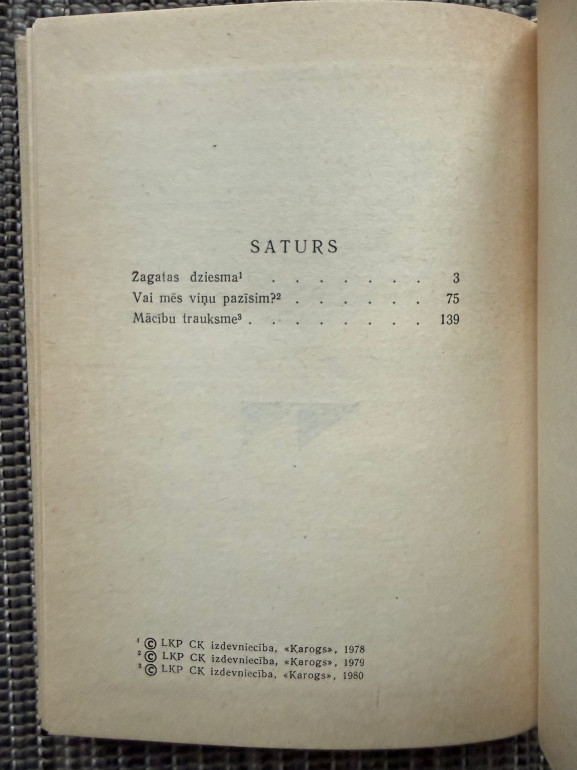 SATURS
Žagatas dziesma¹ . . . . . . . 3
Vai mēs viņu pazīsim?² . . . . . . 75
Mācību trauksme³ . . . . . . . . 139
¹ © LKP CK izdevniecība, «Karogs», 1978
² © LKP CK izdevniecība, «Karogs», 1979
³ © LKP CK izdevniecība, «Karogs», 1980